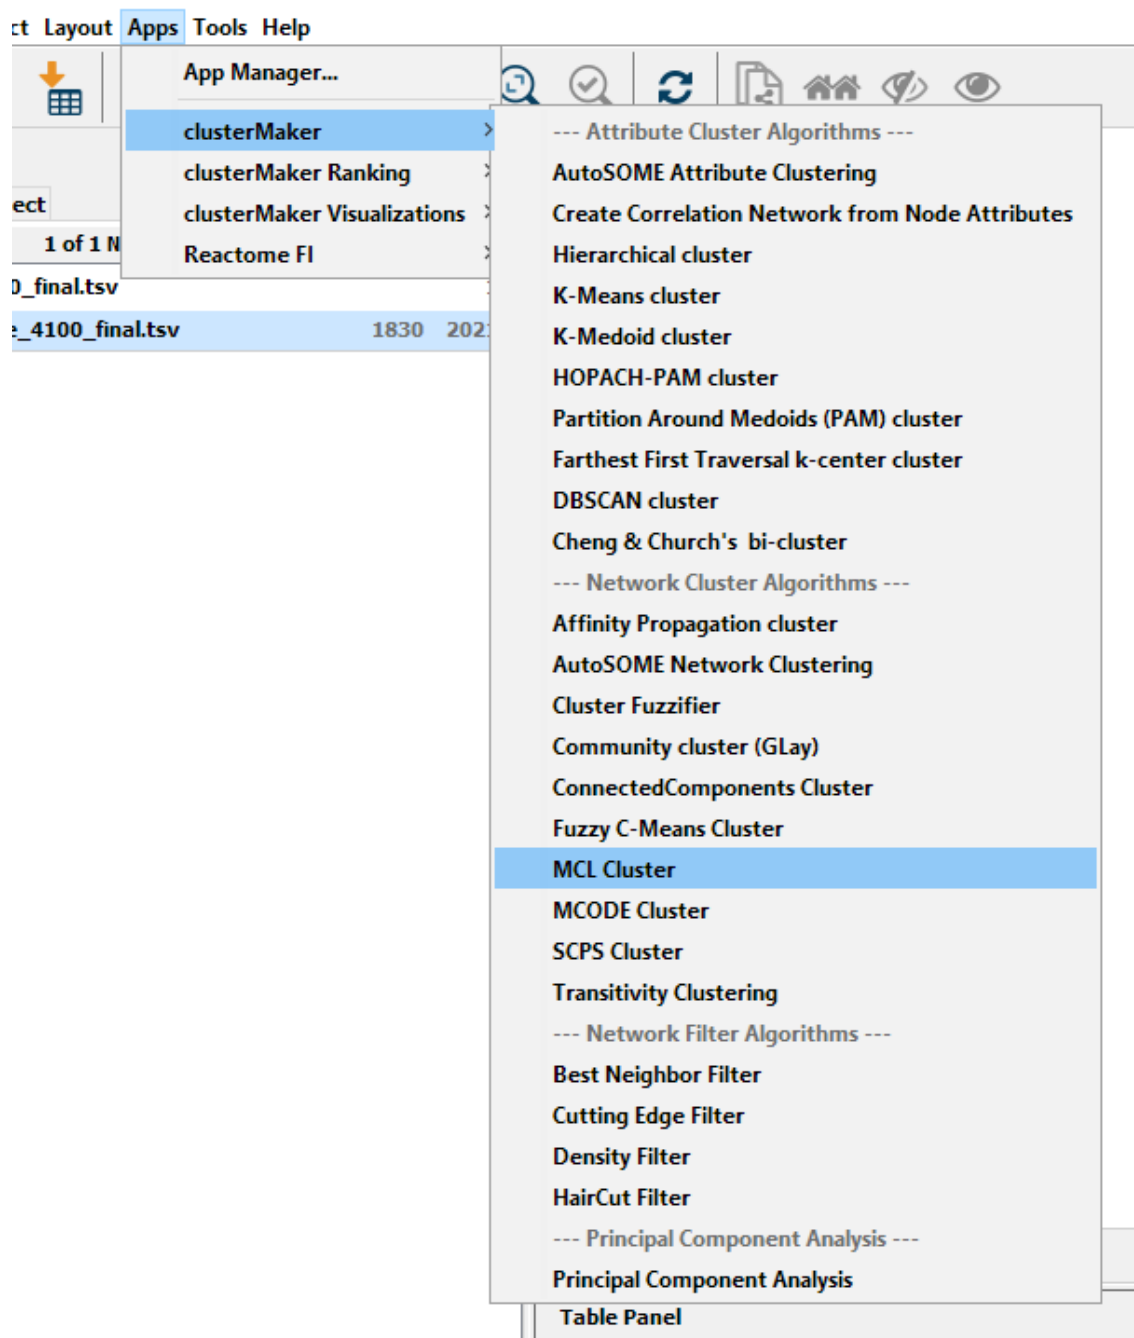 ct Layout Apps Tools Help
App Manager...
clusterMaker
clusterMaker Ranking
clusterMaker Visualizations
Reactome FI
ect
1 of 1 N
0_final.tsv
e_4100_final.tsv 1830 202
--- Attribute Cluster Algorithms ---
AutoSOME Attribute Clustering
Create Correlation Network from Node Attributes
Hierarchical cluster
K-Means cluster
K-Medoid cluster
HOPACH-PAM cluster
Partition Around Medoids (PAM) cluster
Farthest First Traversal k-center cluster
DBSCAN cluster
Cheng & Church's bi-cluster
--- Network Cluster Algorithms ---
Affinity Propagation cluster
AutoSOME Network Clustering
Cluster Fuzzifier
Community cluster (GLay)
ConnectedComponents Cluster
Fuzzy C-Means Cluster
MCL Cluster
MCODE Cluster
SCPS Cluster
Transitivity Clustering
--- Network Filter Algorithms ---
Best Neighbor Filter
Cutting Edge Filter
Density Filter
HairCut Filter
--- Principal Component Analysis ---
Principal Component Analysis
Table Panel